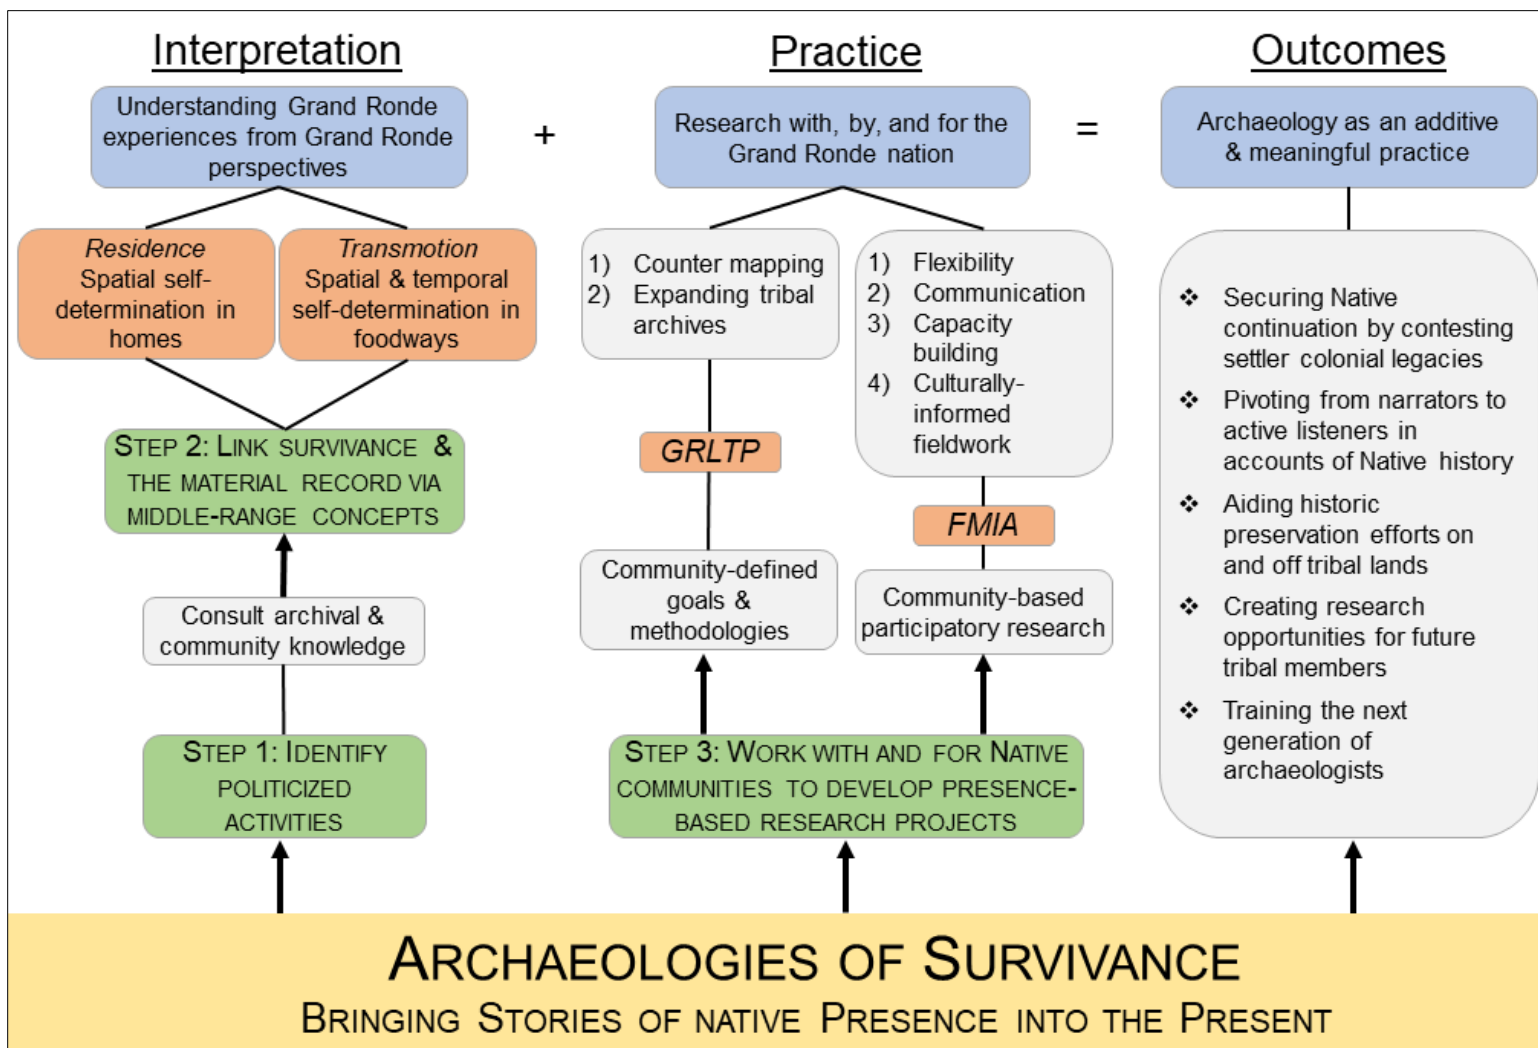 Interpretation
Understanding Grand Ronde
experiences from Grand Ronde
perspectives
Residence
Spatial self-
determination in
homes
Transmotion
Spatial & temporal
self-determination in
foodways
STEP 2: LINK SURVIVANCE &
THE MATERIAL RECORD VIA
MIDDLE-RANGE CONCEPTS
Consult archival &
community knowledge
STEP 1: IDENTIFY
POLITICIZED
ACTIVITIES
+
Practice
Research with, by, and for the
Grand Ronde nation
1) Counter mapping
2) Expanding tribal
archives
GRLTP
Community-defined
goals &
methodologies
1) Flexibility
2) Communication
3) Capacity
building
4) Culturally-
informed
fieldwork
FMIA
Community-based
participatory research
STEP 3: WORK WITH AND FOR NATIVE
COMMUNITIES TO DEVELOP PRESENCE-
BASED RESEARCH PROJECTS
=
Outcomes
Archaeology as an additive
& meaningful practice
❖ Securing Native
continuation by contesting
settler colonial legacies
❖ Pivoting from narrators to
active listeners in
accounts of Native history
❖ Aiding historic
preservation efforts on
and off tribal lands
❖ Creating research
opportunities for future
tribal members
❖ Training the next
generation of
archaeologists
ARCHAEOLOGIES OF SURVIVANCE
BRINGING STORIES OF NATIVE PRESENCE INTO THE PRESENT